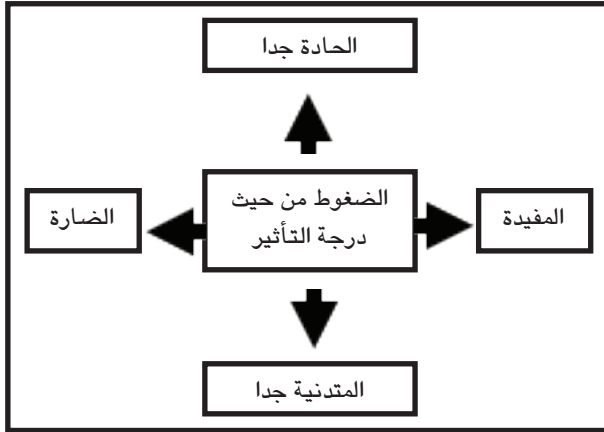 الحادة جدا
المفيدة
الضغوط من حيث
درجة التأثير
الضارة
المتدنية جدا